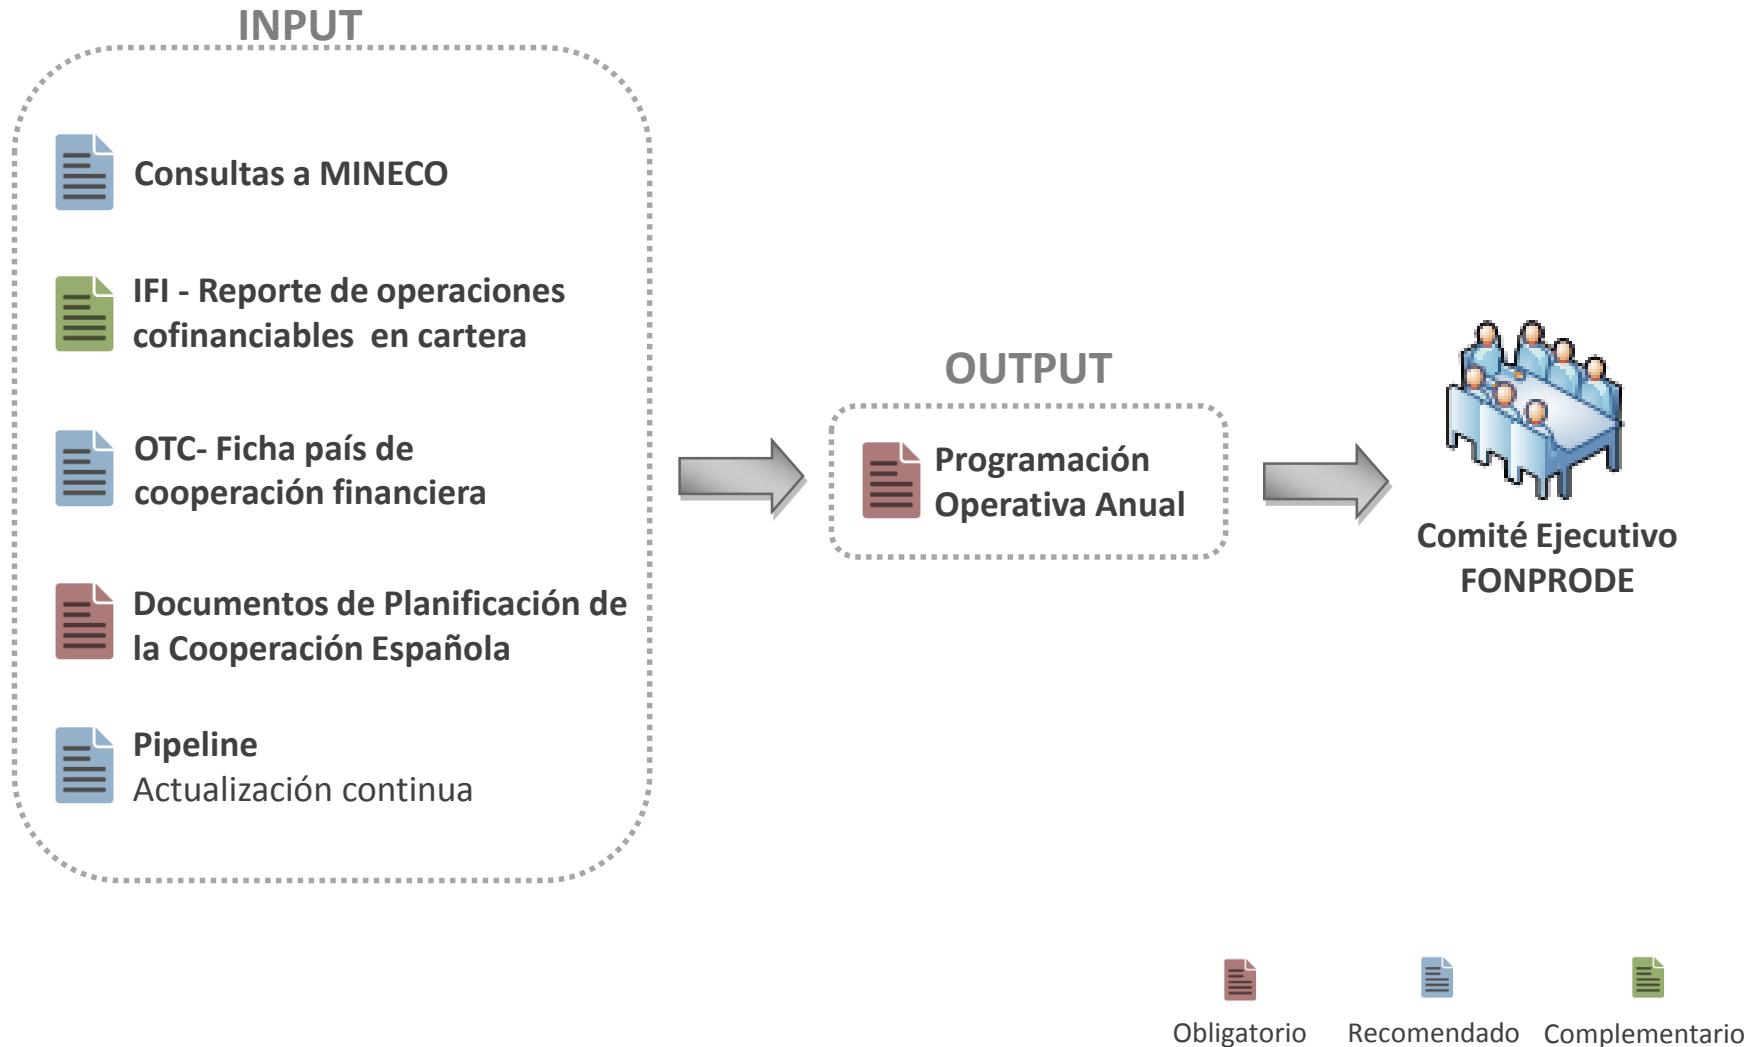 INPUT
Consultas a MINECO
IFI - Reporte de operaciones
cofinanciables en cartera
OTC- Ficha país de
cooperación financiera
Documentos de Planificación de
la Cooperación Española
Pipeline
Actualización continua
OUTPUT
Programación
Operativa Anual
Comité Ejecutivo
FONPRODE
Obligatorio
Recomendado
Complementario